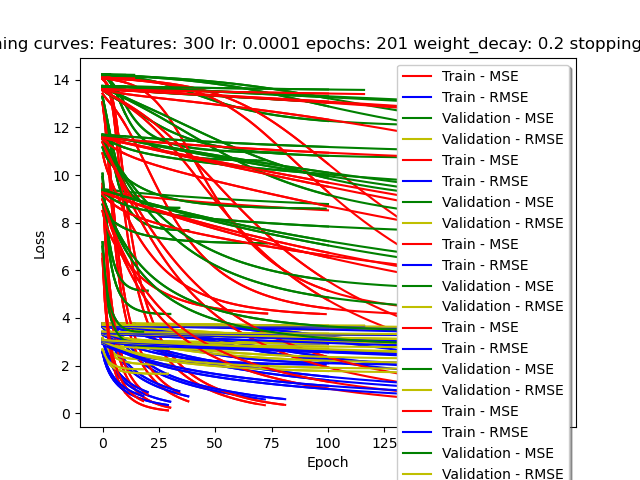 ning curves: Features: 300 lr: 0.0001 epochs: 201 weight_decay: 0.2 stopping
Loss
14
12
10
8
6
4
2
0
0
25
50
75
100
125
Epoch
Train - MSE
Train - RMSE
Validation - MSE
Validation - RMSE
Train - MSE
Train - RMSE
Validation - MSE
Validation - RMSE
Train - MSE
Train - RMSE
Validation - MSE
Validation - RMSE
Train - MSE
Train - RMSE
Validation - MSE
Validation - RMSE
Train - MSE
Train - RMSE
Validation - MSE
Validation - RMSE